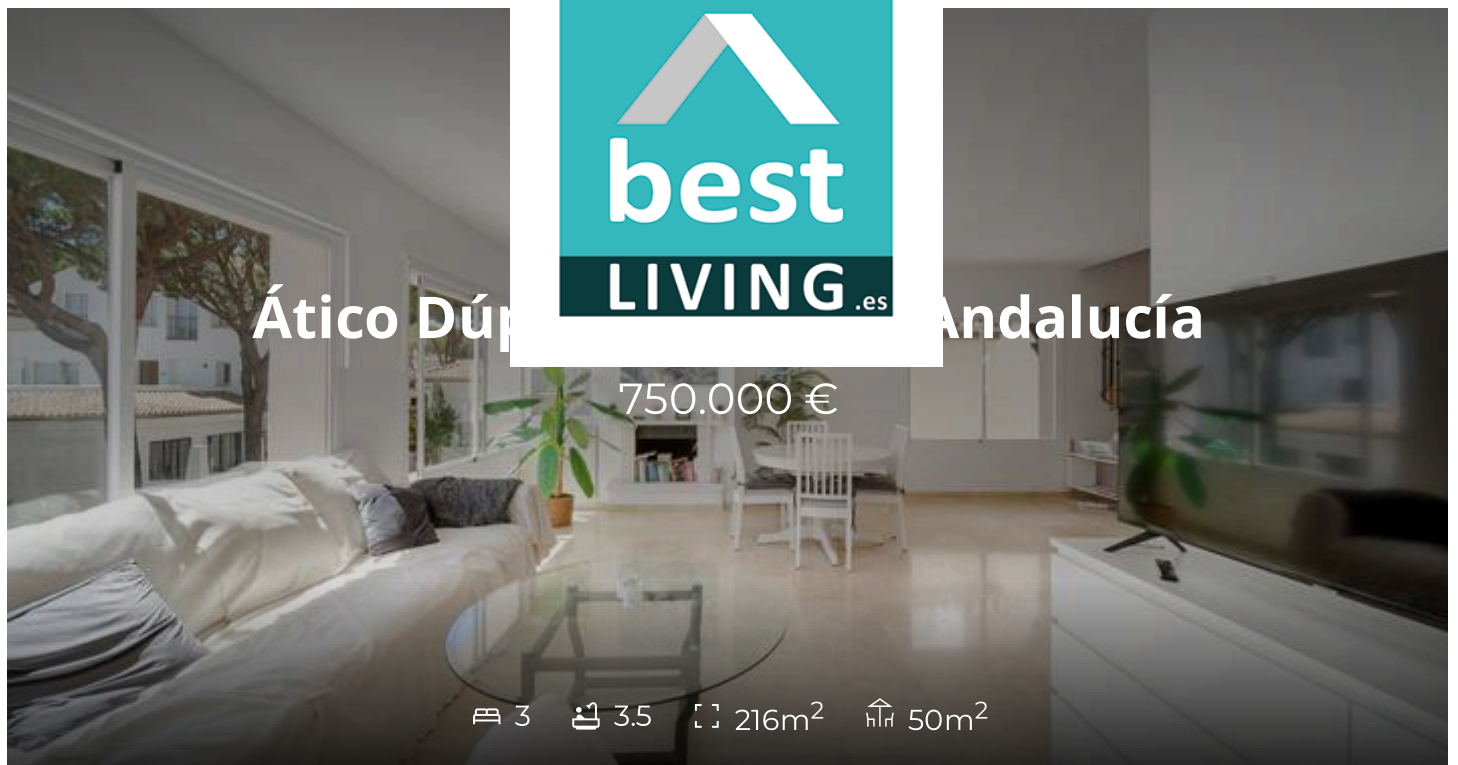 best
LIVING.es
Ático Dúp Andalucía
750.000 €
3 3.5 216m² 50m²